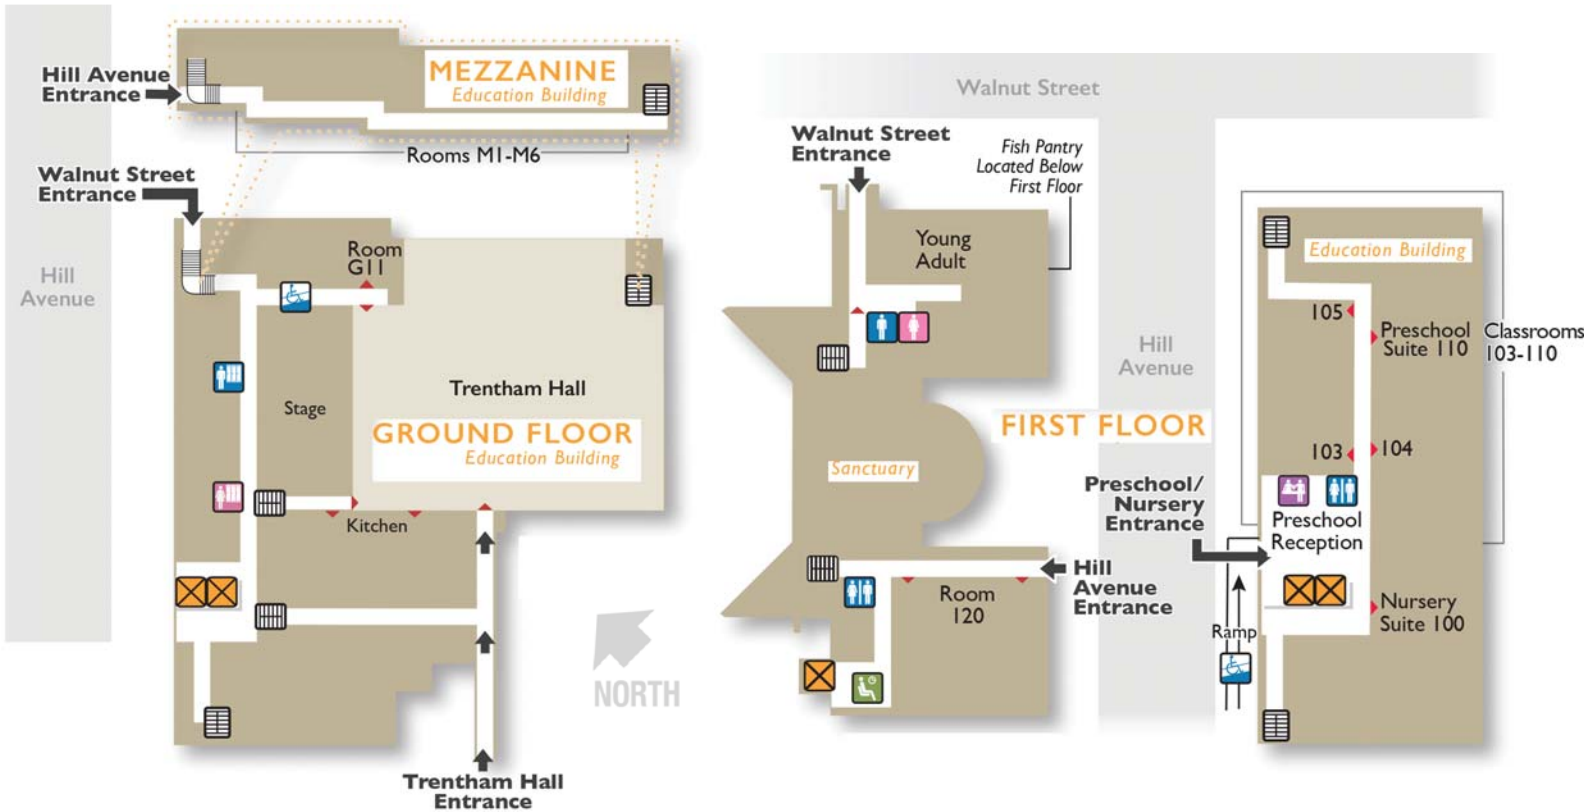 MEZZANINE
Education Building
Hill Avenue
Entrance
Rooms M1-M6
Walnut Street
Entrance
Hill
Avenue
Room
G11
Stage
Trentham Hall
GROUND FLOOR
Education Building
Kitchen
NORTH
Trentham Hall
Entrance
Walnut Street
Walnut Street
Entrance
Fish Pantry
Located Below
First Floor
Young
Adult
Hill
Avenue
FIRST FLOOR
Sanctuary
Hill
Avenue
Entrance
Room
120
Education Building
105
Preschool
Suite 110
Classrooms
103-110
103
104
Preschool/
Nursery
Entrance
Preschool
Reception
Nursery
Suite 100
Ramp